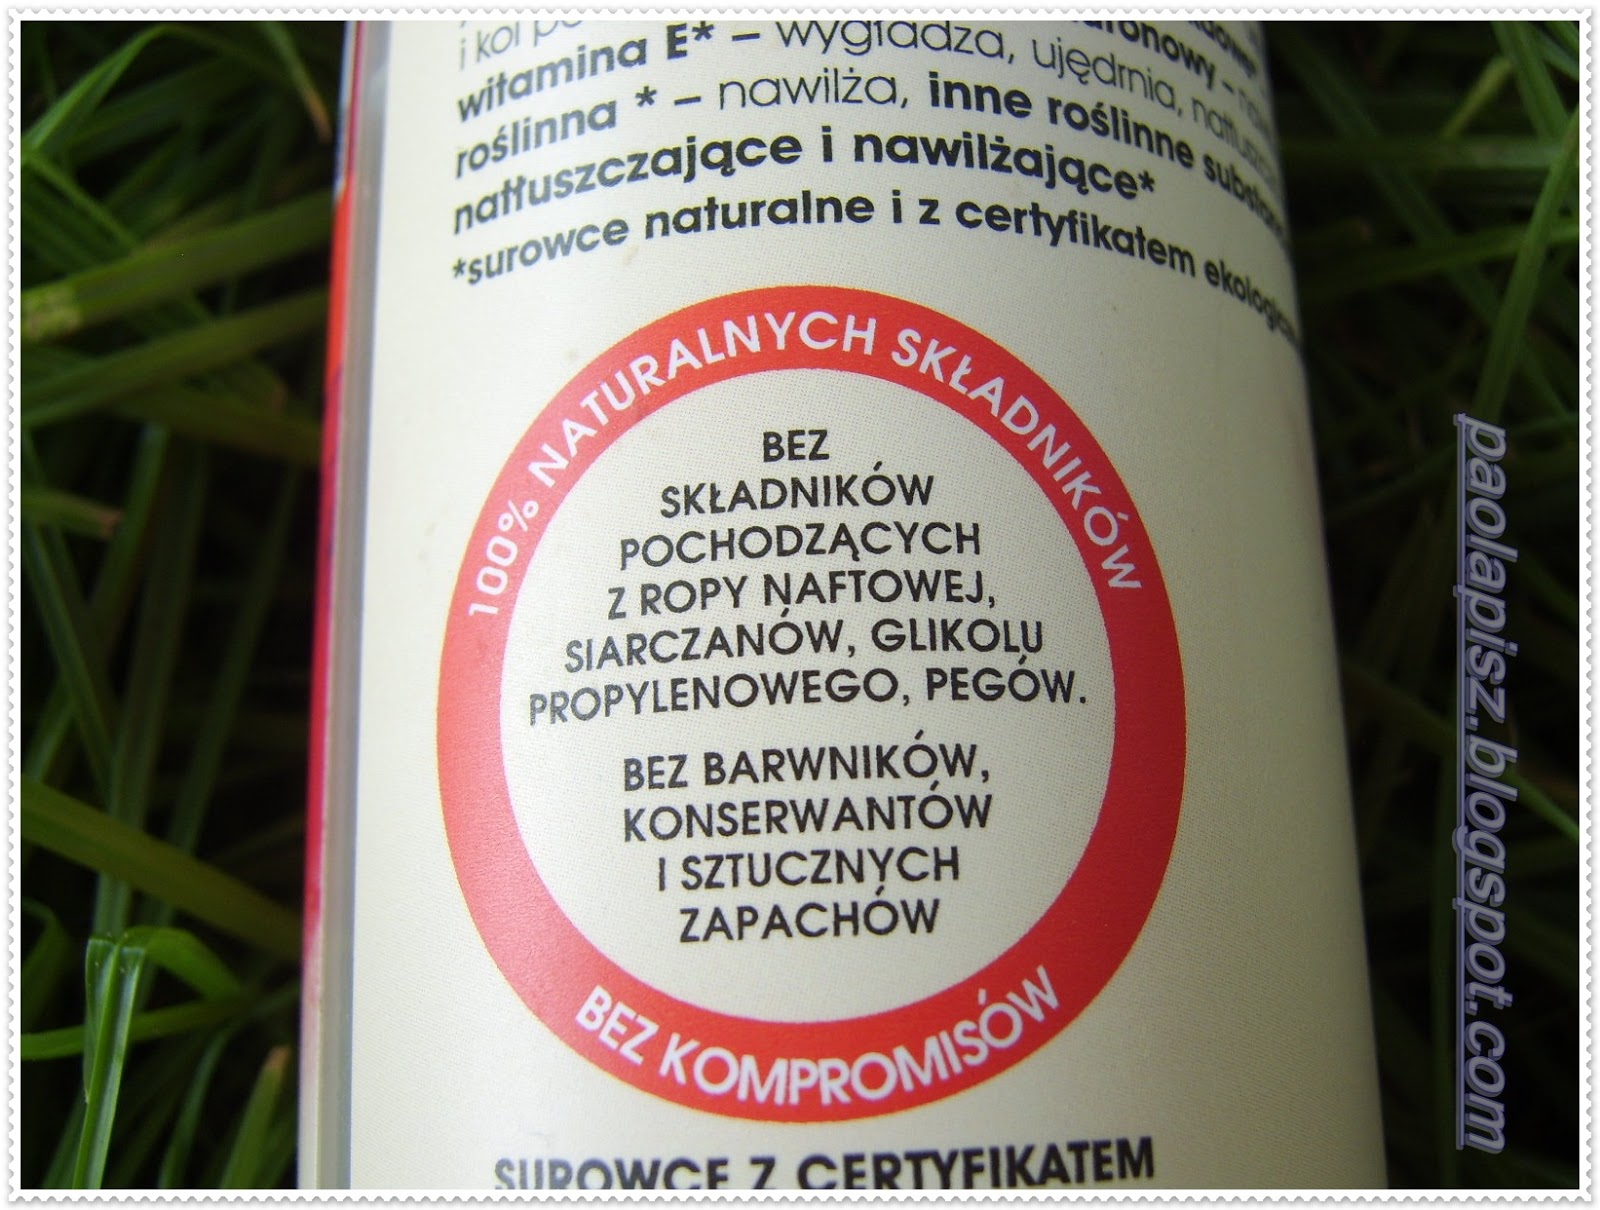 i kol
witamina E* – wygładza, ujędrnia,
roślinna * – nawilża, inne roślinne
natłuszczające i nawilżające*
*surowce naturalne i z certyfikatem
100% NATURALNYCH SKŁADNIKÓW
BEZ
SKŁADNIKÓW
POCHODZĄCYCH
Z ROPY NAFTOWEJ,
SIARCZANÓW, GLIKOLU
PROPYLENOWEGO, PEGÓW.
BEZ BARWNIKÓW,
KONSERWANTÓW
I SZTUCZNYCH
ZAPACHÓW
BEZ KOMPROMISÓW
SUROWCE Z CERTYFIKATEM
paolapisz.blogspot.com